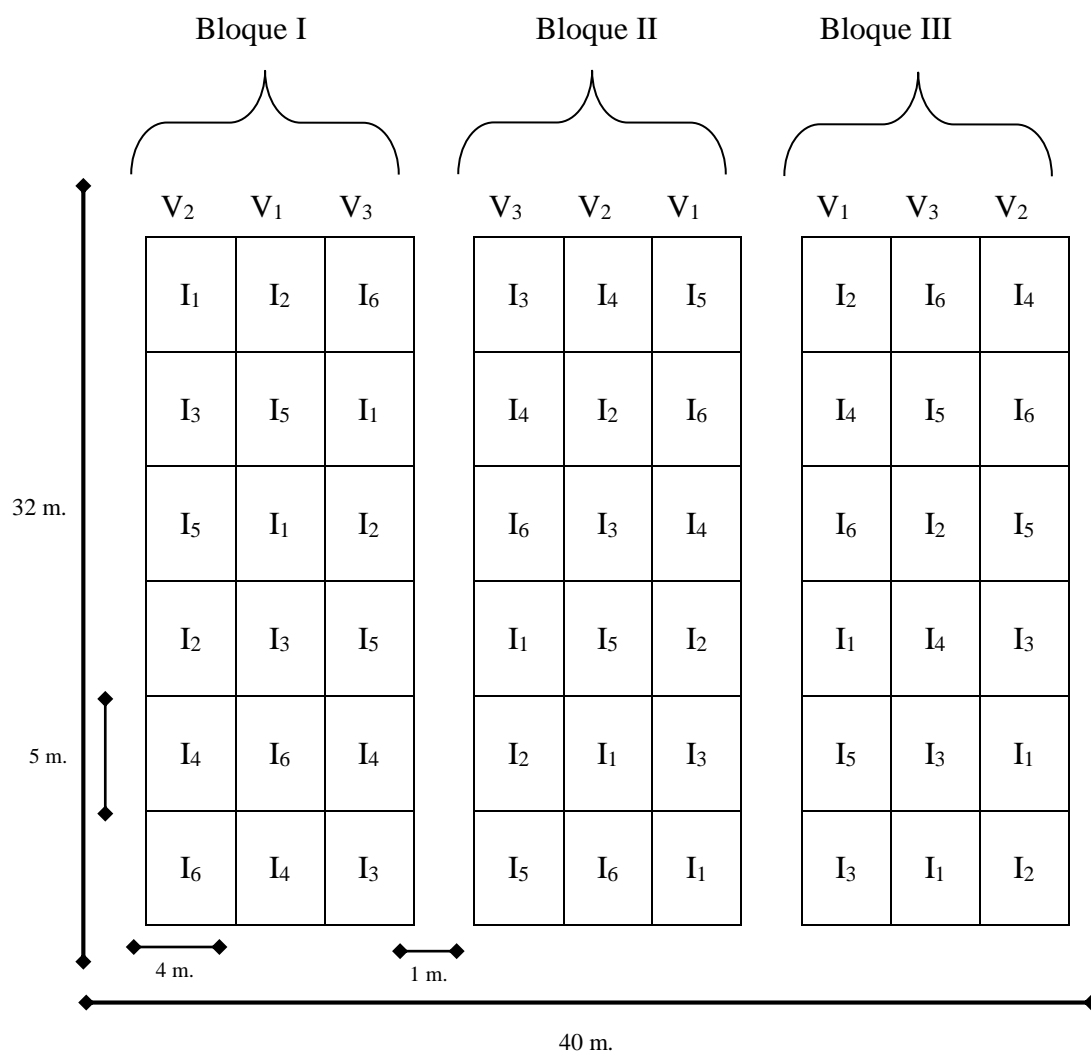 Bloque I Bloque II Bloque III
V₂ V₁ V₃ V₃ V₂ V₁ V₁ V₃ V₂
I₁ I₂ I₆ I₃ I₄ I₅ I₂ I₆ I₄
I₃ I₅ I₁ I₄ I₂ I₆ I₄ I₅ I₆
32 m.
I₅ I₁ I₂ I₆ I₃ I₄ I₆ I₂ I₅
I₂ I₃ I₅ I₁ I₅ I₂ I₁ I₄ I₃
5 m.
I₄ I₆ I₄ I₂ I₁ I₃ I₅ I₃ I₁
I₆ I₄ I₃ I₅ I₆ I₁ I₃ I₁ I₂
4 m. 1 m.
40 m.